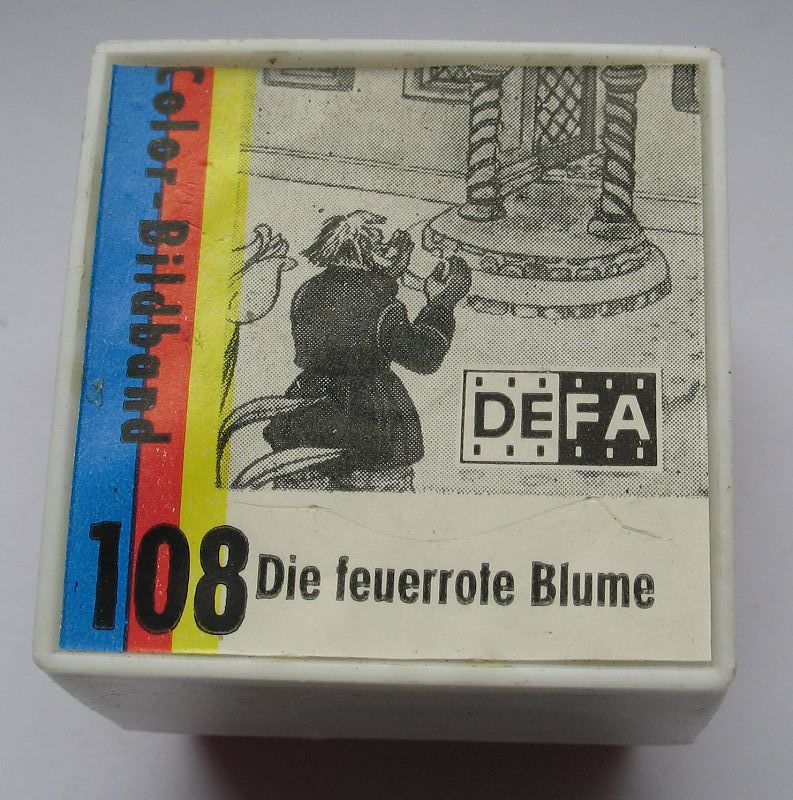 Color-Bildband
DEFA
108 Die feuerrote Blume